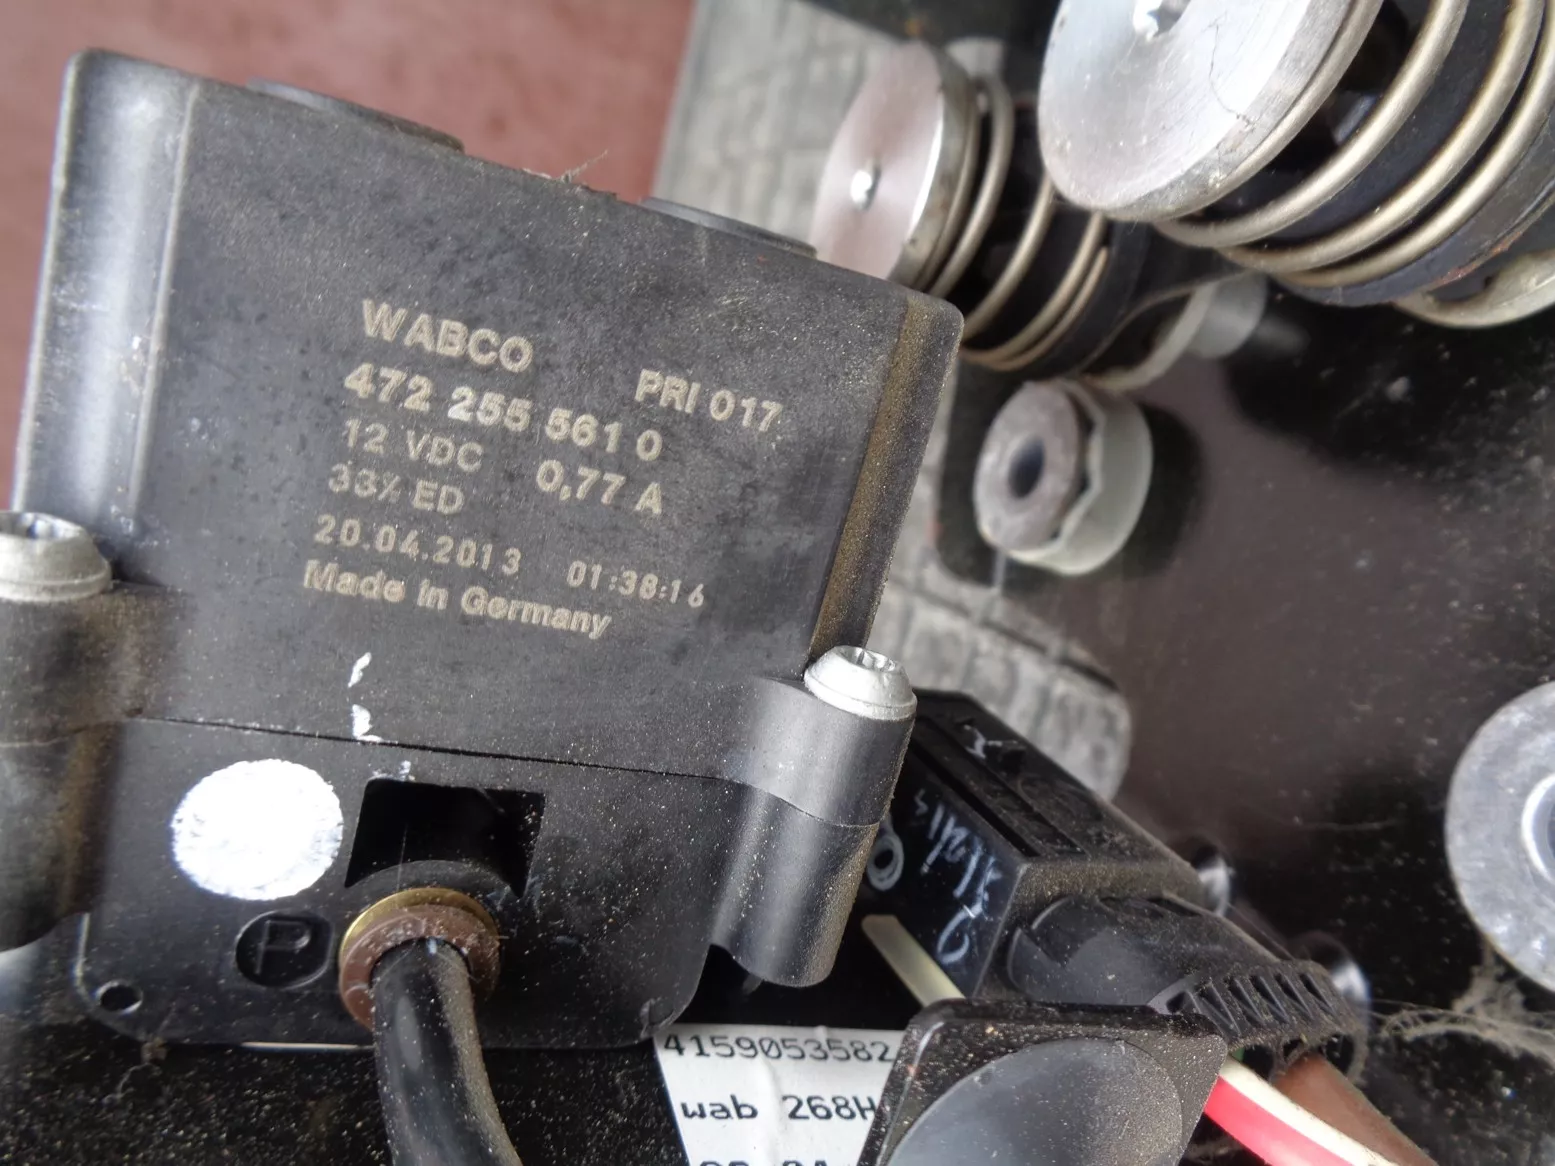 WABCO
472 255 561 0 PRI 017
12 VDC 0,77 A
33% ED
20.04.2013 01:38:16
Made in Germany
P
4159053582
wab 268H